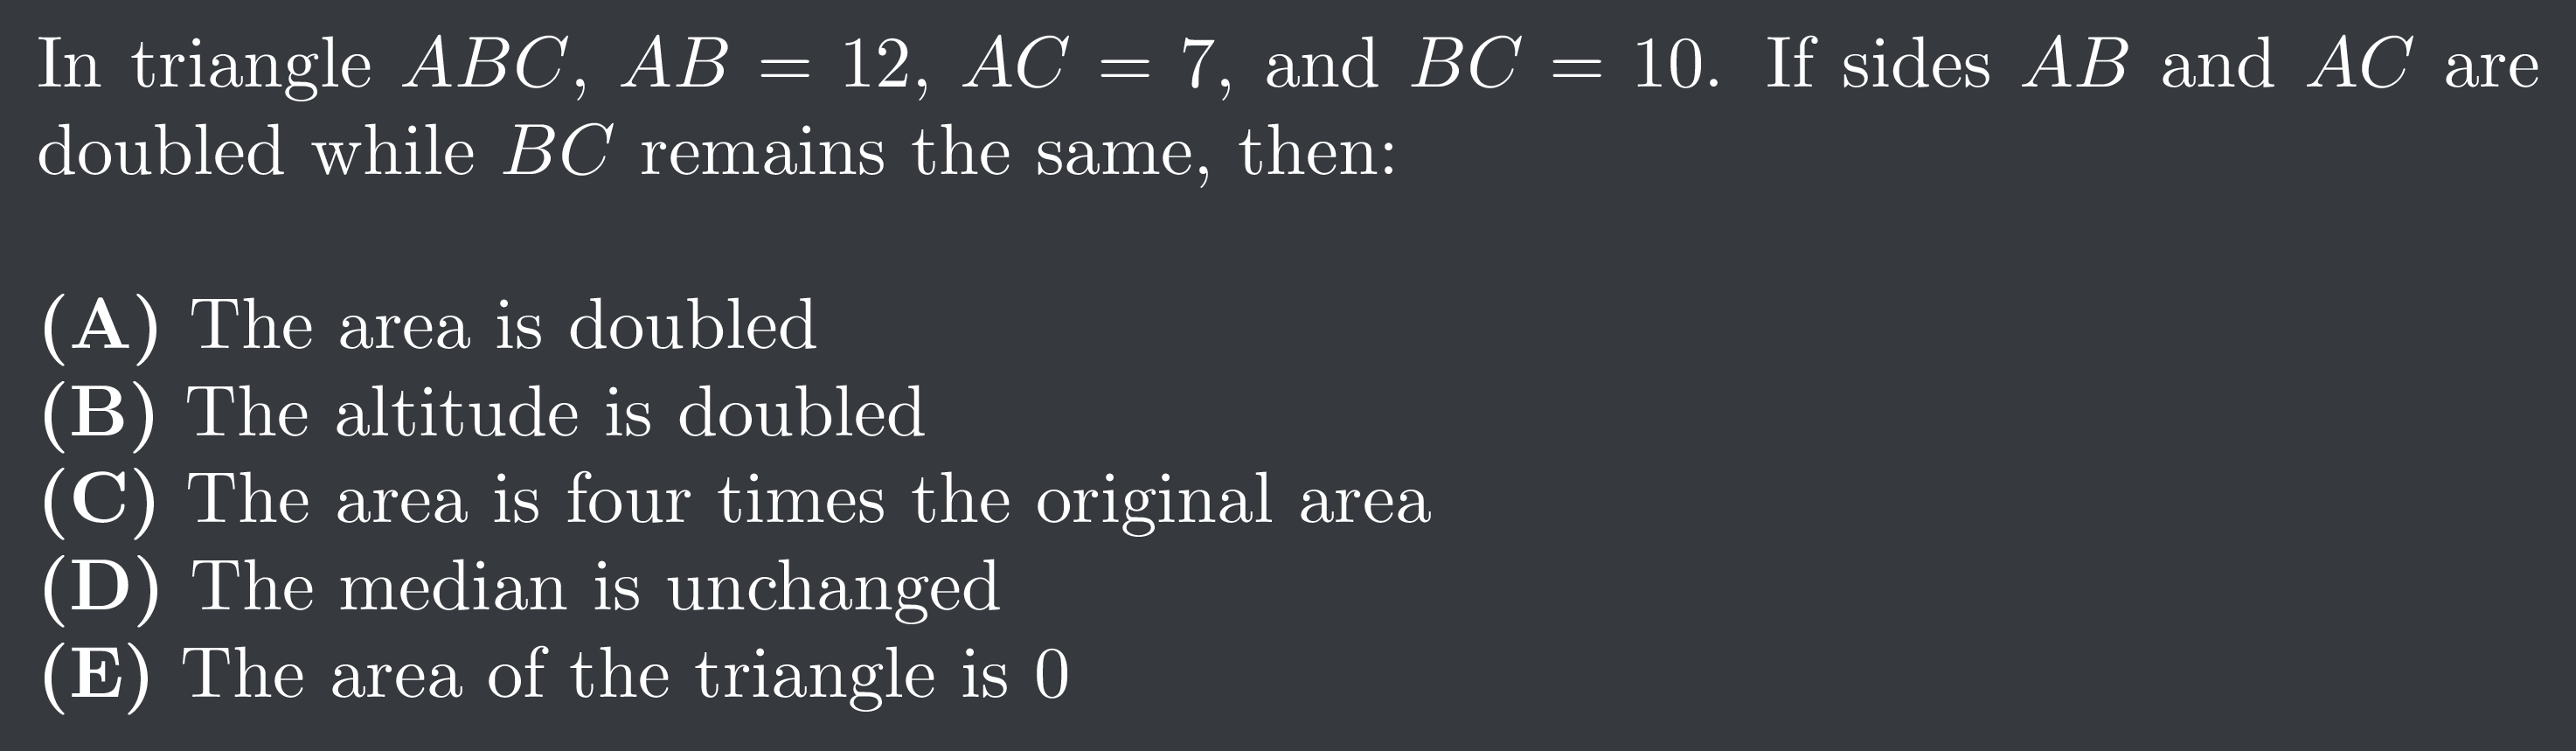 In triangle ABC, AB = 12, AC = 7, and BC = 10. If sides AB and AC are
doubled while BC remains the same, then:
(A) The area is doubled
(B) The altitude is doubled
(C) The area is four times the original area
(D) The median is unchanged
(E) The area of the triangle is 0